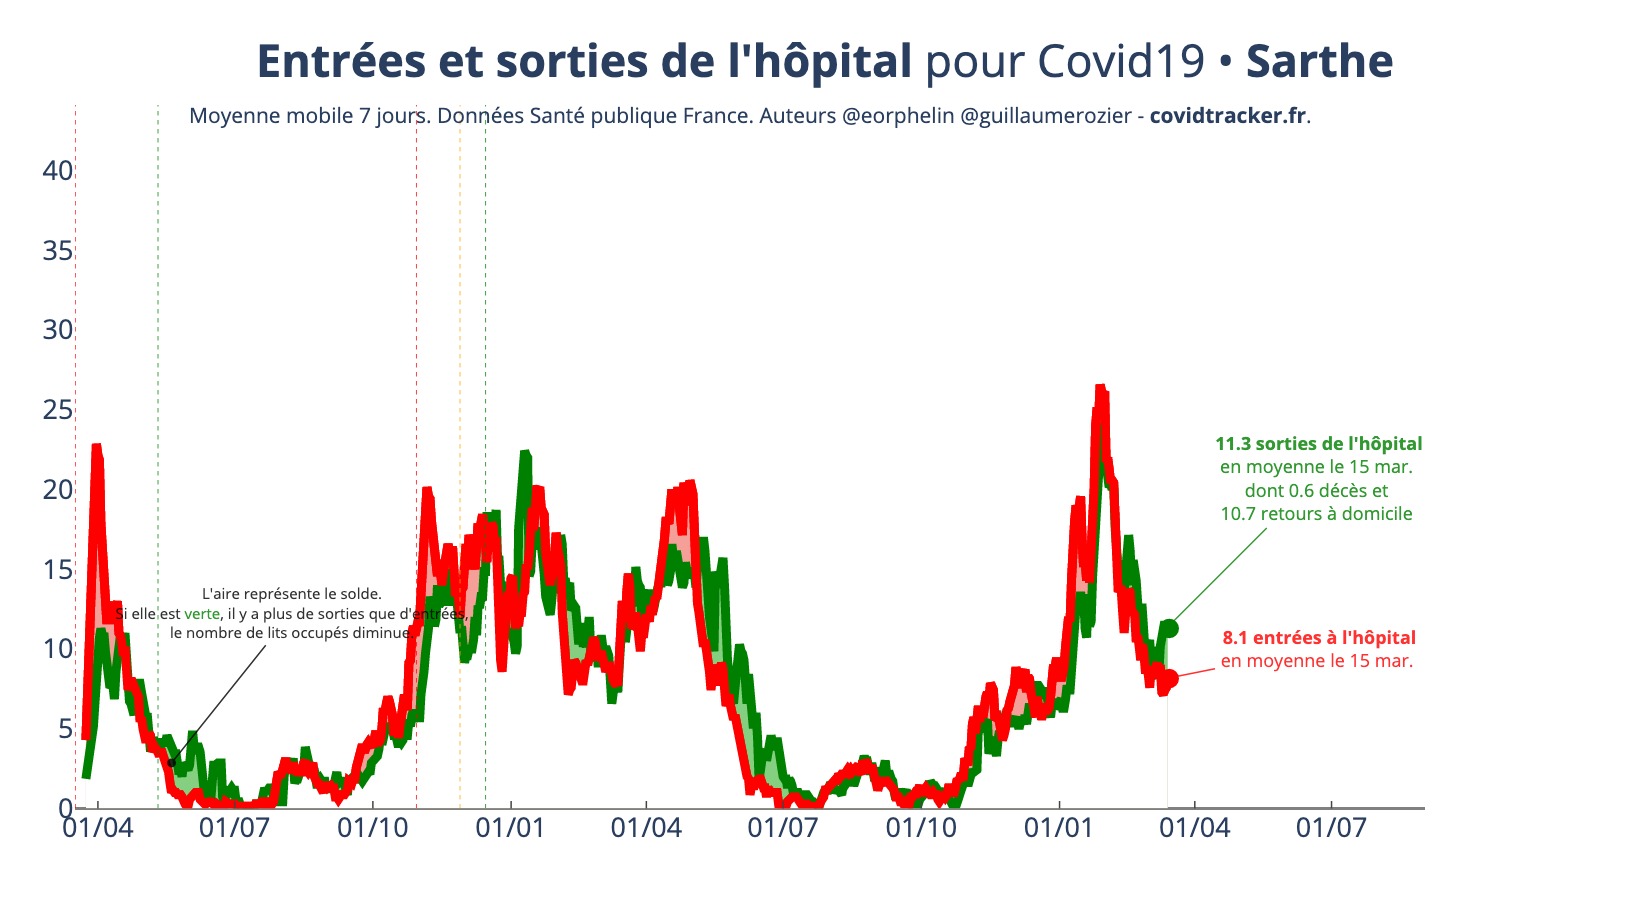 Entrées et sorties de l'hôpital pour Covid19 • Sarthe
Moyenne mobile 7 jours. Données Santé publique France. Auteurs @eorphelin @guillaumerozier - covidtracker.fr.
40
35
30
25
20
15
10
5
0
11.3 sorties de l'hôpital
en moyenne le 15 mar.
dont 0.6 décès et
10.7 retours à domicile
L'aire représente le solde.
Si elle est verte, il y a plus de sorties que d'entrées,
le nombre de lits occupés diminue.
8.1 entrées à l'hôpital
en moyenne le 15 mar.
01/04 01/07 01/10 01/01 01/04 01/07 01/10 01/01 01/04 01/07